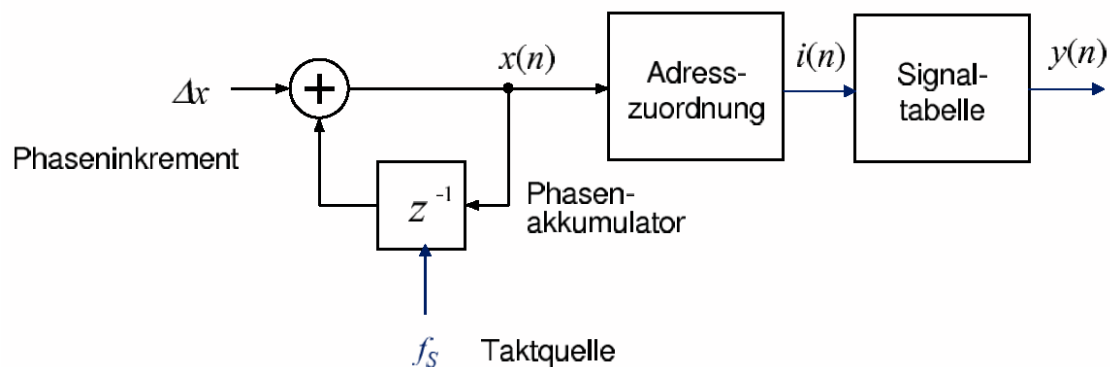 x(n)
Adress-
zuordnung
i(n)
Signal-
tabelle
y(n)
Δx
+
Phaseninkrement
z⁻¹
Phasen-
akkumulator
f_S
Taktquelle